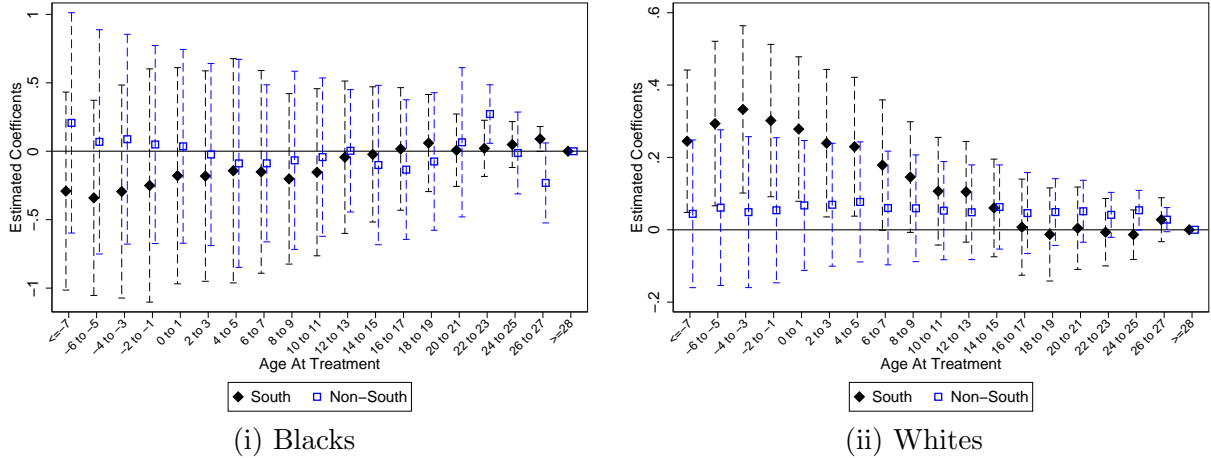 Estimated Coefficents
1
.5
0
-.5
-1
<=-7
-6 to -5
-4 to -3
-2 to -1
0 to 1
2 to 3
4 to 5
6 to 7
8 to 9
10 to 11
12 to 13
14 to 15
16 to 17
18 to 19
20 to 21
22 to 23
24 to 25
26 to 27
>=28
Age At Treatment
South Non-South
(i) Blacks
Estimated Coefficents
.6
.4
.2
0
-.2
<=-7
-6 to -5
-4 to -3
-2 to -1
0 to 1
2 to 3
4 to 5
6 to 7
8 to 9
10 to 11
12 to 13
14 to 15
16 to 17
18 to 19
20 to 21
22 to 23
24 to 25
26 to 27
>=28
Age At Treatment
South Non-South
(ii) Whites